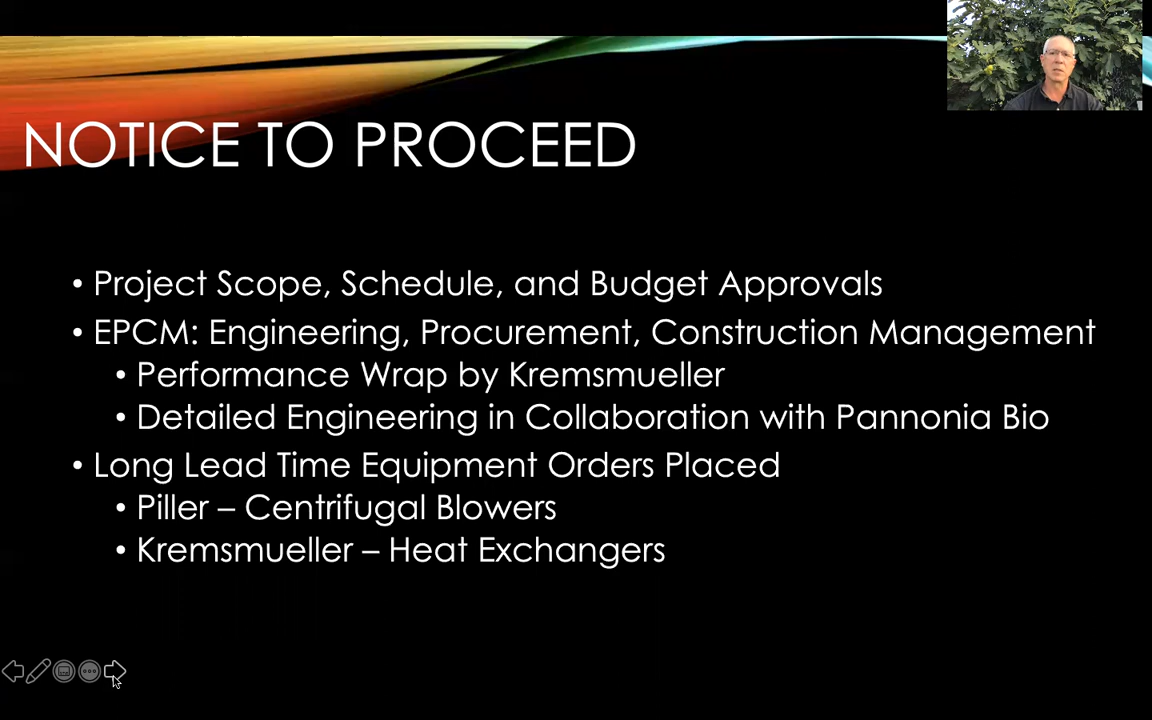 NOTICE TO PROCEED
• Project Scope, Schedule, and Budget Approvals
• EPCM: Engineering, Procurement, Construction Management
• Performance Wrap by Kremsmueller
• Detailed Engineering in Collaboration with Pannonia Bio
• Long Lead Time Equipment Orders Placed
• Piller – Centrifugal Blowers
• Kremsmueller – Heat Exchangers